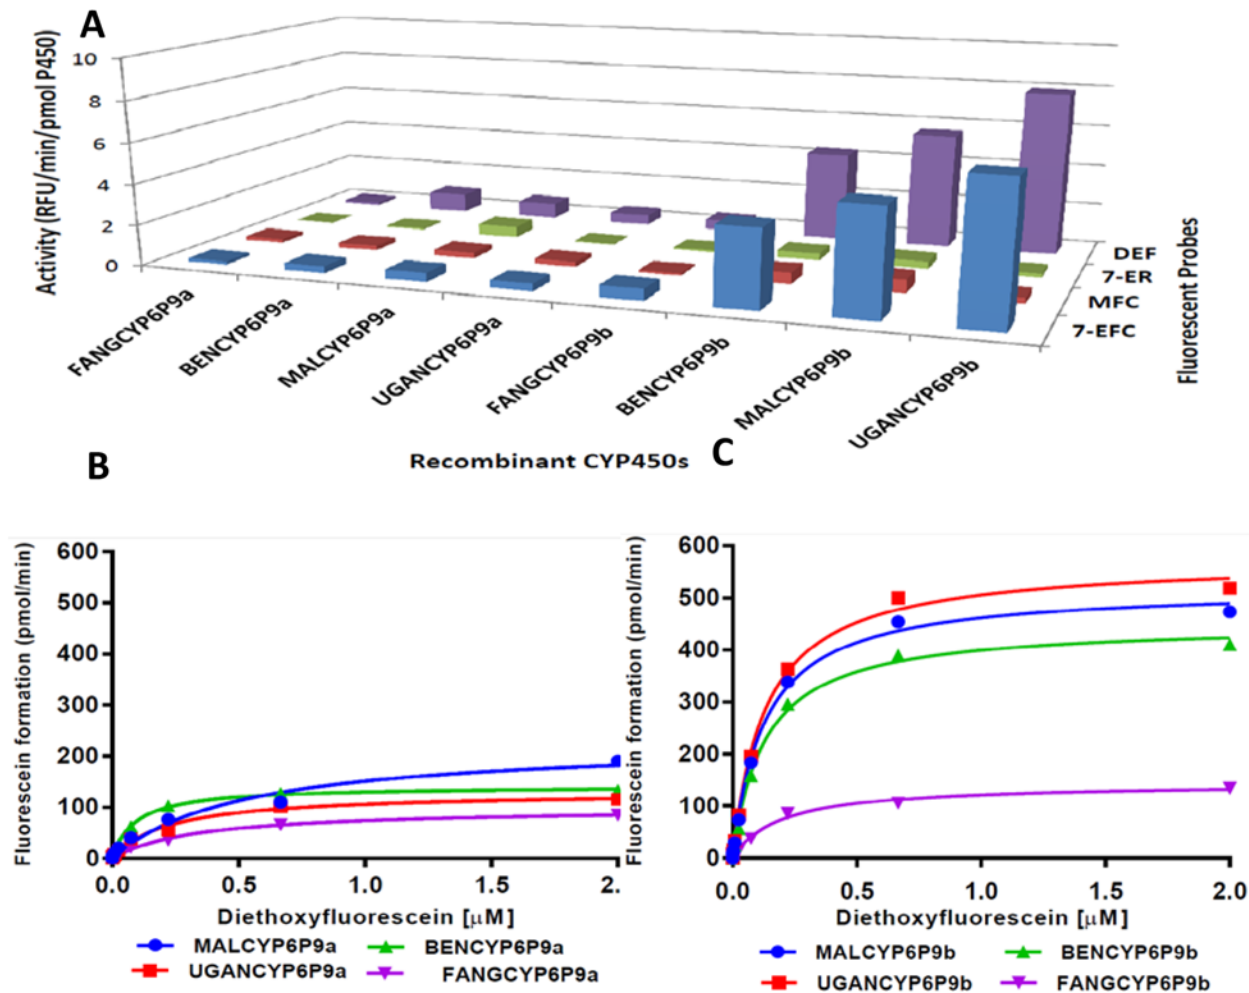 A
Activity (RFU/min/pmol P450)
10
8
6
4
2
0
DEF
7-ER
MFC
7-EFC
Fluorescent Probes
FANGCYP6P9a
BENCYP6P9a
MALCYP6P9a
UGANCYP6P9a
FANGCYP6P9b
BENCYP6P9b
MALCYP6P9b
UGANCYP6P9b
Recombinant CYP450s
B
Fluorescein formation (pmol/min)
600
500
400
300
200
100
0
0.0 0.5 1.0 1.5 2.
Diethoxyfluorescein [μM]
MALCYP6P9a BENCYP6P9a
UGANCYP6P9a FANGCYP6P9a
C
Fluorescein formation (pmol/min)
600
500
400
300
200
100
0
0.0 0.5 1.0 1.5 2.0
Diethoxyfluorescein [μM]
MALCYP6P9b BENCYP6P9b
UGANCYP6P9b FANGCYP6P9b